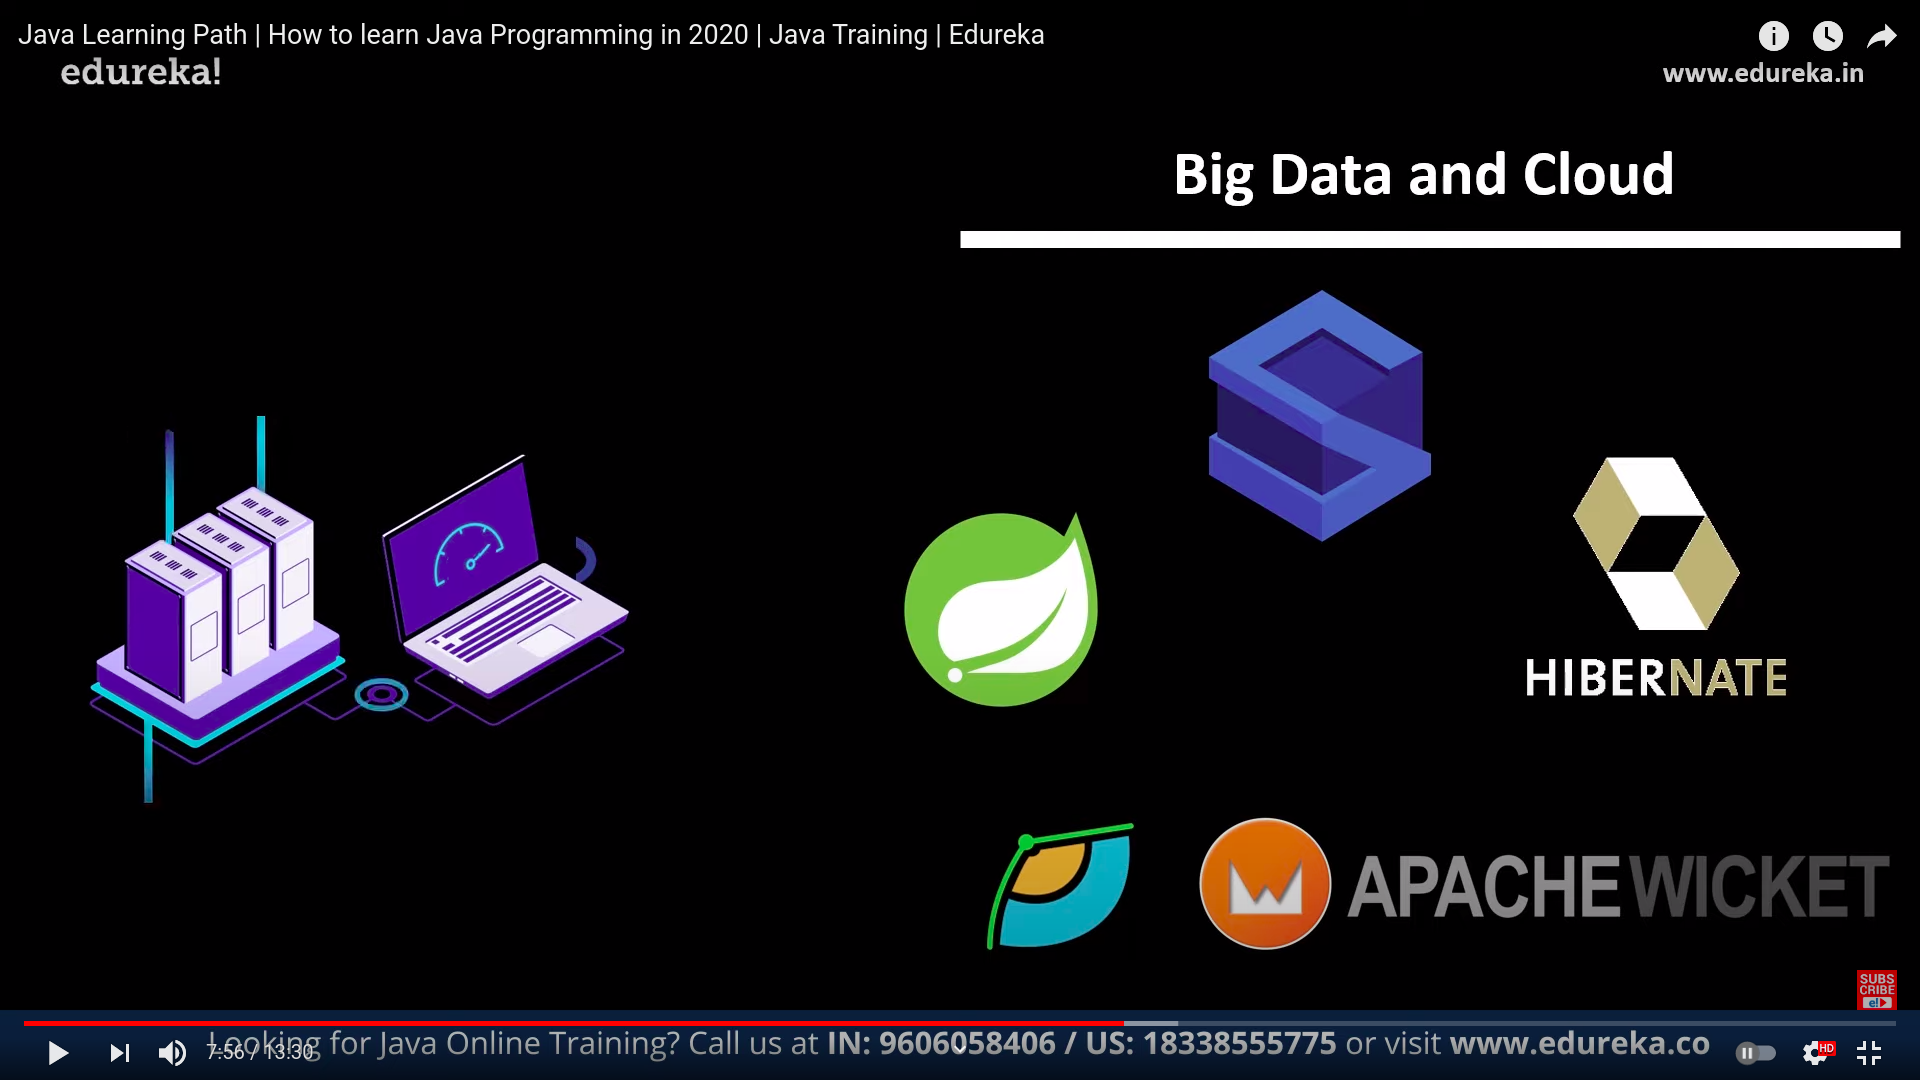 Java Learning Path | How to learn Java Programming in 2020 | Java Training | Edureka
edureka!
www.edureka.in
Big Data and Cloud
HIBERNATE
APACHE WICKET
SUBS
CRIBE
e!
Looking for Java Online Training? Call us at IN: 9606058406 / US: 18338555775 or visit www.edureka.co
7:56 / 13:30
HD